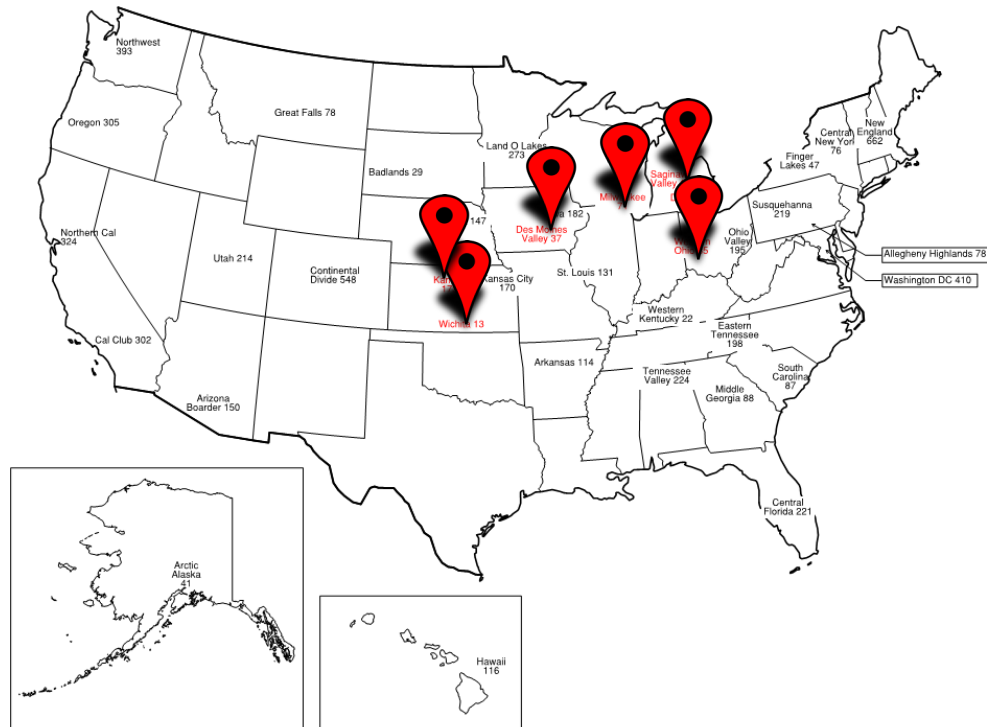 Northwest
393
Oregon 305
Great Falls 78
Land O Lakes
273
Badlands 29
147
182
Des Moines
Valley 37
Central
New York
76
New
England
662
Finger
Lakes 47
Susquehanna
219
Ohio
Valley
195
Allegheny Highlands 78
Washington DC 410
Northern Cal
324
Utah 214
Continental
Divide 548
Kansas City
170
St. Louis 131
Wichita 13
Cal Club 302
Western
Kentucky 22
Eastern
Tennessee
198
Arkansas 114
Tennessee
Valley 224
South
Carolina
87
Middle
Georgia 88
Arizona
Boarder 150
Central
Florida 221
Arctic
Alaska
41
Hawaii
116